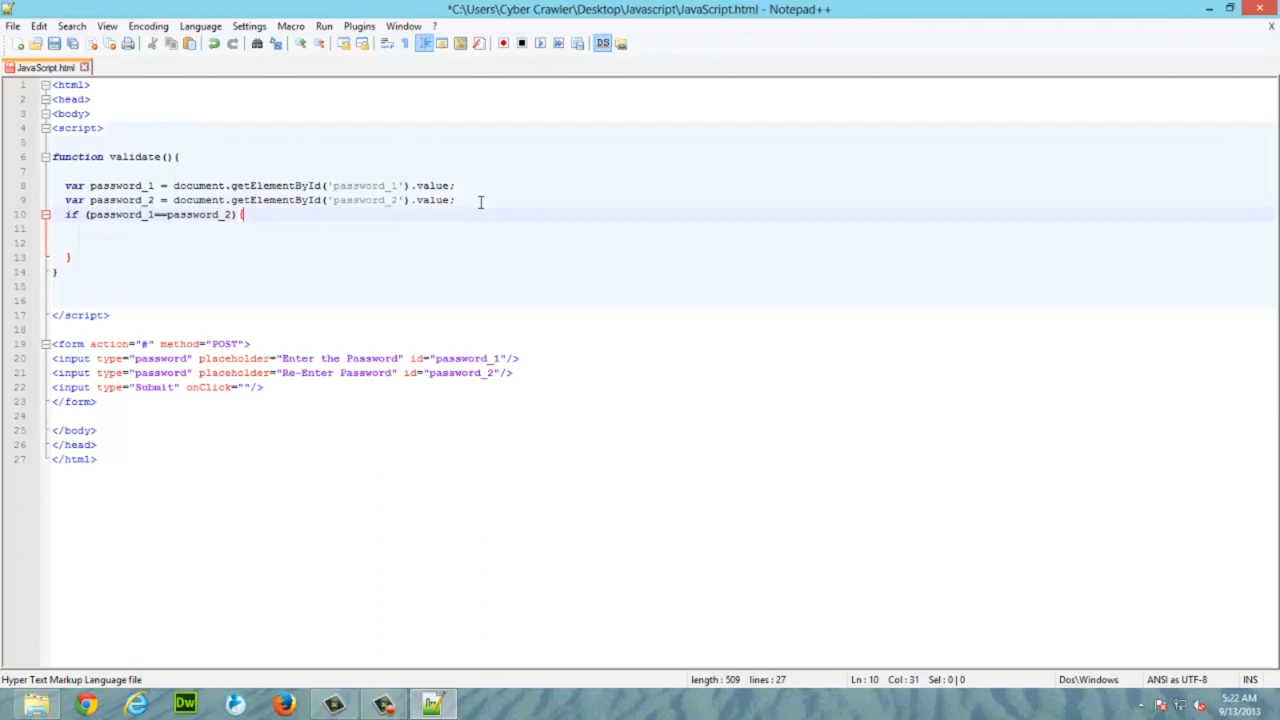 *C:\Users\Cyber Crawler\Desktop\Javascript\JavaScript.html - Notepad++
File Edit Search View Encoding Language Settings Macro Run Plugins Window ? X
JavaScript.html
1 <html>
2 <head>
3 <body>
4 <script>
5
6 function validate(){
7
8 var password_1 = document.getElementById('password_1').value;
9 var password_2 = document.getElementById('password_2').value;
10 if (password_1==password_2){
11
12
13 }
14 }
15
16
17 </script>
18
19 <form action="#" method="POST">
20 <input type="password" placeholder="Enter the Password" id="password_1"/>
21 <input type="password" placeholder="Re-Enter Password" id="password_2"/>
22 <input type="Submit" onClick=""/>
23 </form>
24
25 </body>
26 </head>
27 </html>
Hyper Text Markup Language file length : 509 lines : 27 Ln : 10 Col : 31 Sel : 0 | 0 Dos\Windows ANSI as UTF-8 INS
Dw
5:22 AM
9/13/2013